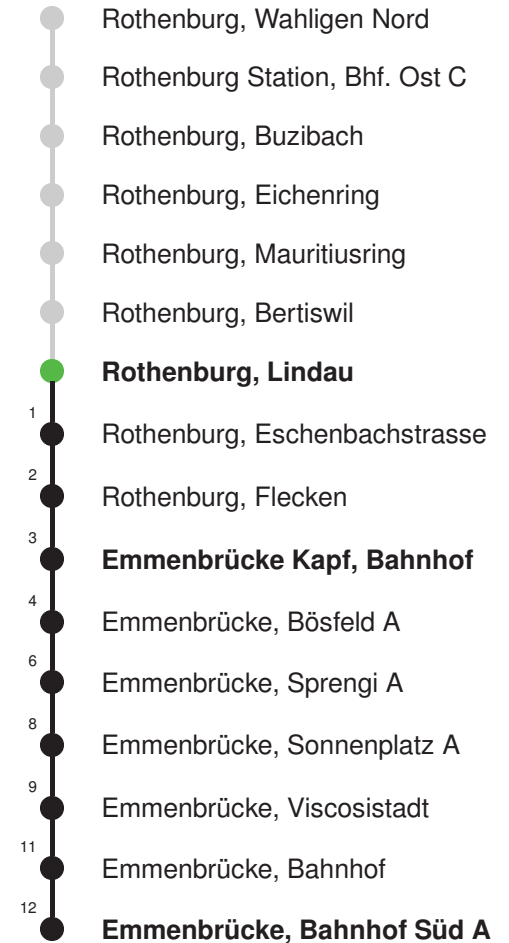 Rothenburg, Wahligen Nord
Rothenburg Station, Bhf. Ost C
Rothenburg, Buzibach
Rothenburg, Eichenring
Rothenburg, Mauritiusring
Rothenburg, Bertiswil
Rothenburg, Lindau
1 Rothenburg, Eschenbachstrasse
2 Rothenburg, Flecken
3 Emmenbrücke Kapf, Bahnhof
4 Emmenbrücke, Bösfeld A
6 Emmenbrücke, Sprengi A
8 Emmenbrücke, Sonnenplatz A
9 Emmenbrücke, Viscosistadt
11 Emmenbrücke, Bahnhof
12 Emmenbrücke, Bahnhof Süd A